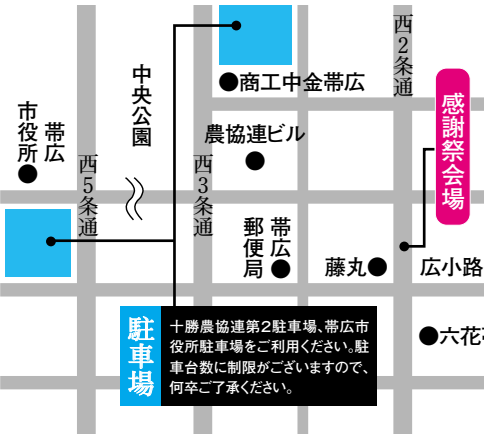 西2条通
●商工中金帯広
感謝祭会場
中央公園
農協連ビル
帯広
市役所
西5条通
西3条通
帯広
郵便局
藤丸●
広小路
●六花
駐車場
十勝農協連第2駐車場、帯広市
役所駐車場をご利用ください。駐
車台数に制限がございますので、
何卒ご了承ください。